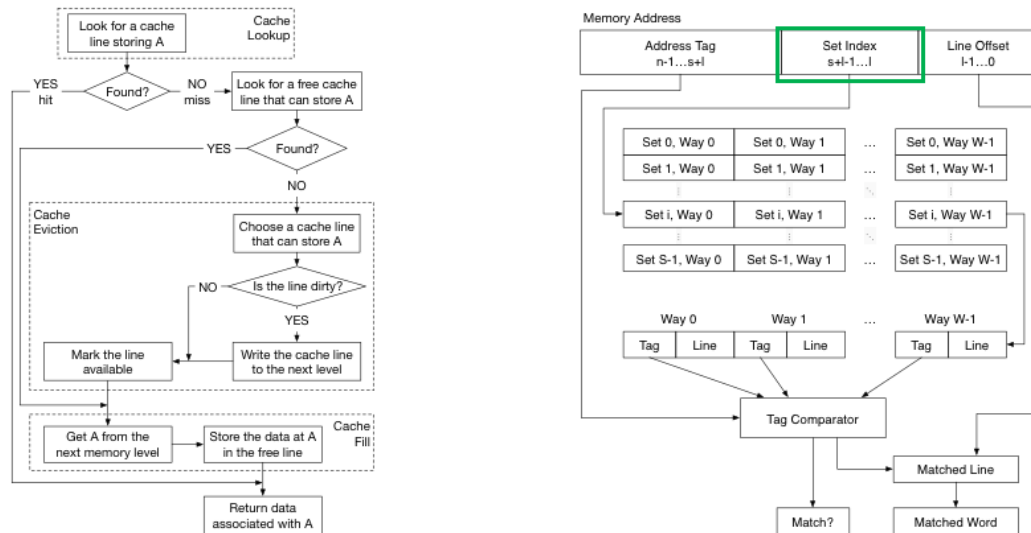 Look for a cache
line storing A
Cache
Lookup
YES
hit
Found?
NO
miss
Look for a free cache
line that can store A
YES
Found?
NO
Cache
Eviction
Choose a cache line
that can store A
NO
Is the line dirty?
YES
Mark the line
available
Write the cache line
to the next level
Get A from the
next memory level
Store the data at A
in the free line
Cache
Fill
Return data
associated with A
Memory Address
Address Tag
n-1…s+l
Set Index
s+l-1…l
Line Offset
l-1…0
Set 0, Way 0 Set 0, Way 1 … Set 0, Way W-1
Set 1, Way 0 Set 1, Way 1 … Set 1, Way W-1
⋮ ⋮ ⋱ ⋮
Set i, Way 0 Set i, Way 1 … Set i, Way W-1
⋮ ⋮ ⋱ ⋮
Set S-1, Way 0 Set S-1, Way 1 … Set S-1, Way W-1
Way 0 Way 1 … Way W-1
Tag Line Tag Line Tag Line
Tag Comparator
Matched Line
Match? Matched Word